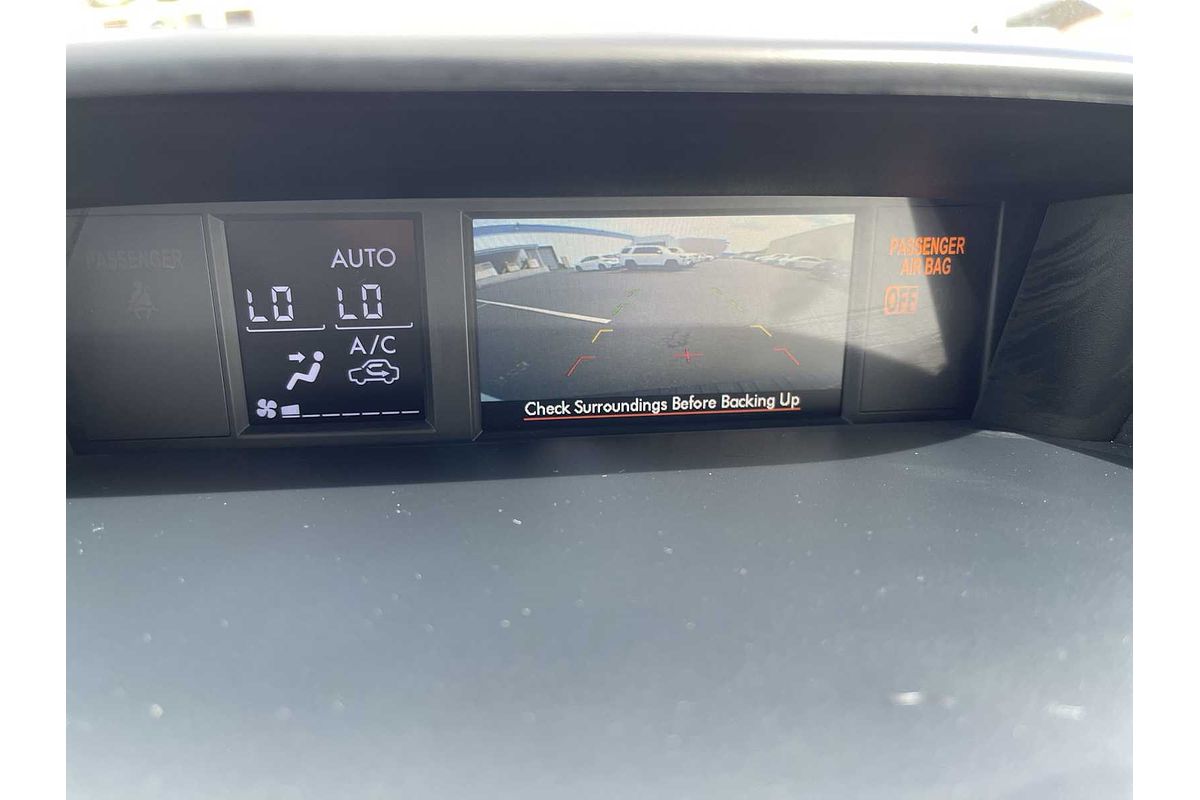 PASSENGER
AUTO
LO LO
A/C
Check Surroundings Before Backing Up
PASSENGER
AIR BAG
OFF